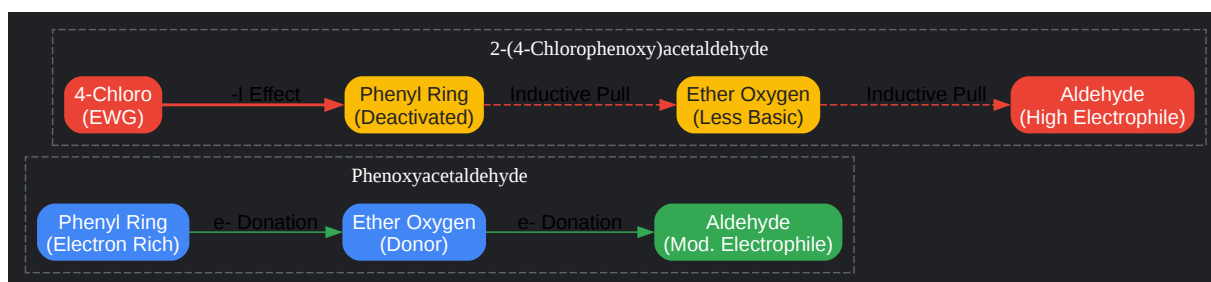 2-(4-Chlorophenoxy)acetaldehyde
4-Chloro
(EWG)
-I Effect
Phenyl Ring
(Deactivated)
Inductive Pull
Ether Oxygen
(Less Basic)
Inductive Pull
Aldehyde
(High Electrophile)
Phenoxyacetaldehyde
Phenyl Ring
(Electron Rich)
e- Donation
Ether Oxygen
(Donor)
e- Donation
Aldehyde
(Mod. Electrophile)